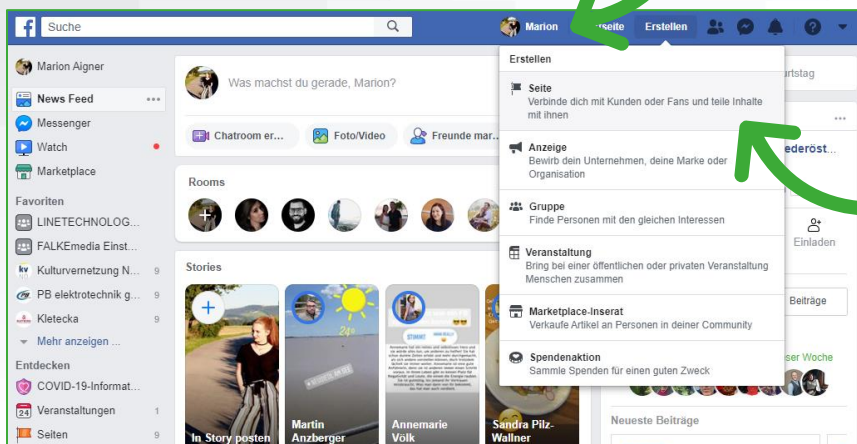 f
Suche
Marion
tseite
Erstellen
Marion Aigner
News Feed
Messenger
Watch
Marketplace
Favoriten
LINETECHNOLOG...
FALKEmedia Einst...
Kulturvernetzung N... 9
PB elektrotechnik g... 9
Kletecka 9
Mehr anzeigen ...
Entdecken
COVID-19-Informat...
Veranstaltungen 1
Seiten 9
Was machst du gerade, Marion?
Chatroom er...
Foto/Video
Freunde mar...
Rooms
Stories
In Story posten
24°
Martin
Anzberger
STIMMT
Annemarie
Völk
Sandra Pilz-
Wallner
Erstellen
Seite
Verbinde dich mit Kunden oder Fans und teile Inhalte
mit ihnen
Anzeige
Bewirb dein Unternehmen, deine Marke oder
Organisation
Gruppe
Finde Personen mit den gleichen Interessen
Veranstaltung
Bring bei einer öffentlichen oder privaten Veranstaltung
Menschen zusammen
Marketplace-Inserat
Verkaufe Artikel an Personen in deiner Community
Spendenaktion
Sammle Spenden für einen guten Zweck
urtstag
ederöst...
Einladen
Beiträge
ser Woche
Neueste Beiträge